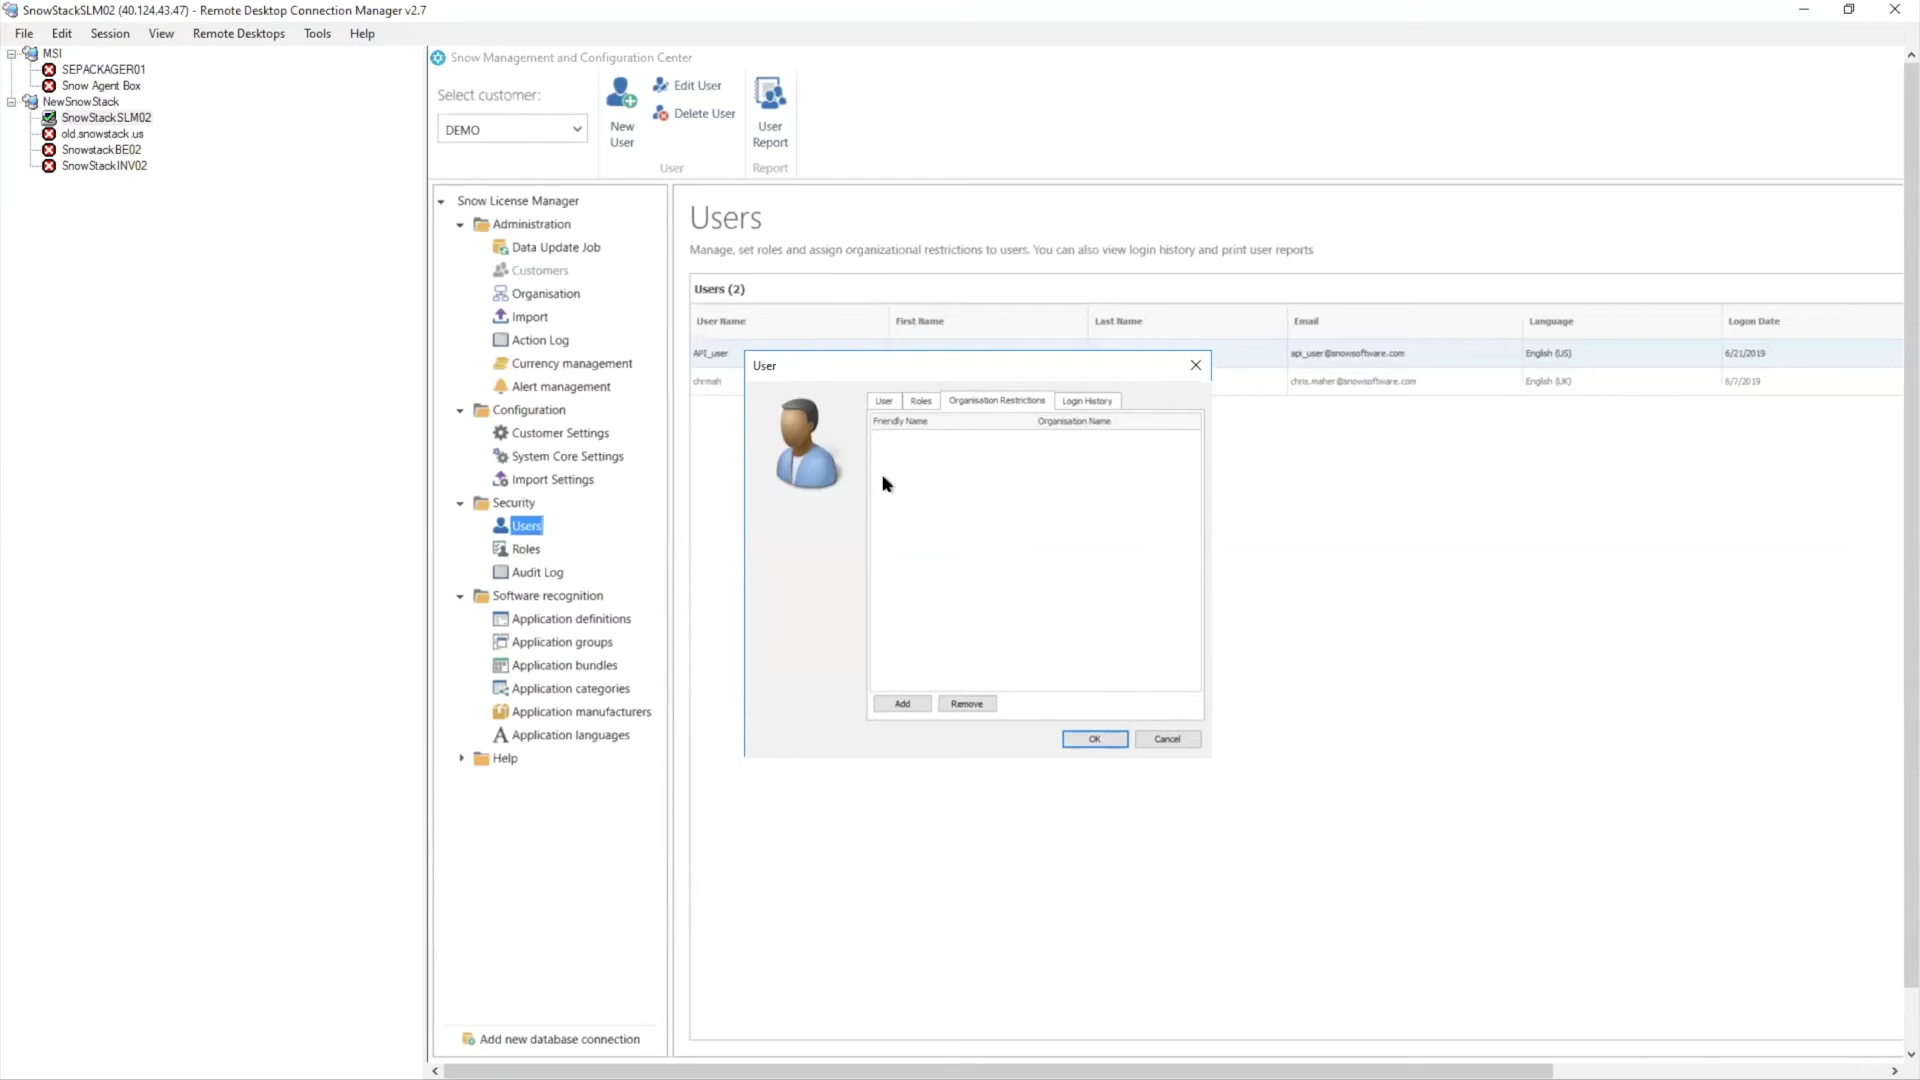 SnowStackSLM02 (40.124.43.47) - Remote Desktop Connection Manager v2.7
File Edit Session View Remote Desktops Tools Help
MSI
SEPACKAGER01
Snow Agent Box
NewSnowStack
SnowStackSLM02
old.snowstack.us
SnowstackBE02
SnowStackINV02
Snow Management and Configuration Center
Select customer:
DEMO
New User
Edit User
Delete User
User
User Report
Report
Snow License Manager
Administration
Data Update Job
Customers
Organisation
Import
Action Log
Currency management
Alert management
Configuration
Customer Settings
System Core Settings
Import Settings
Security
Users
Roles
Audit Log
Software recognition
Application definitions
Application groups
Application bundles
Application categories
Application manufacturers
Application languages
Help
Add new database connection
Users
Manage, set roles and assign organizational restrictions to users. You can also view login history and print user reports
Users (2)
User Name First Name Last Name Email Language Logon Date
API_user api_user@snowsoftware.com English (US) 6/21/2019
chrmah chris.maher@snowsoftware.com English (UK) 6/7/2019
User
User Roles Organisation Restrictions Login History
Friendly Name Organisation Name
Add Remove
OK Cancel